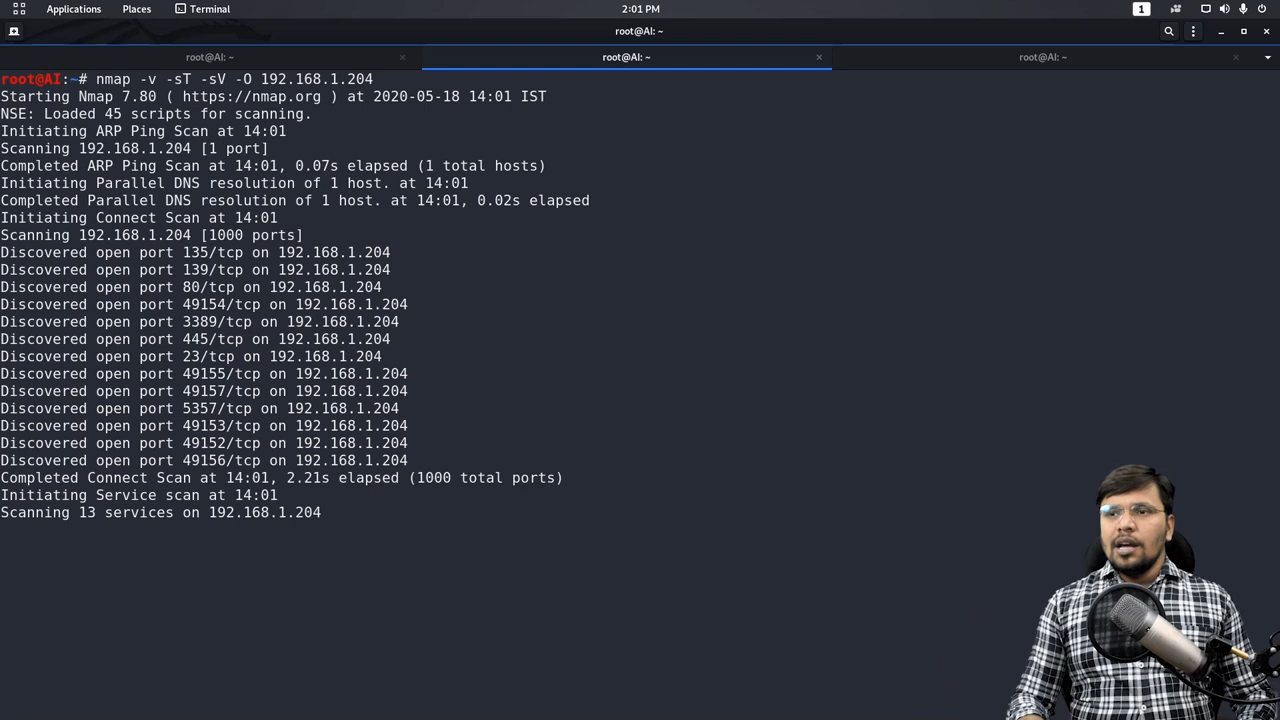 Applications Places Terminal 2:01 PM 1
root@AI: ~
root@AI: ~ root@AI: ~ root@AI: ~
root@AI:~# nmap -v -sT -sV -O 192.168.1.204
Starting Nmap 7.80 ( https://nmap.org ) at 2020-05-18 14:01 IST
NSE: Loaded 45 scripts for scanning.
Initiating ARP Ping Scan at 14:01
Scanning 192.168.1.204 [1 port]
Completed ARP Ping Scan at 14:01, 0.07s elapsed (1 total hosts)
Initiating Parallel DNS resolution of 1 host. at 14:01
Completed Parallel DNS resolution of 1 host. at 14:01, 0.02s elapsed
Initiating Connect Scan at 14:01
Scanning 192.168.1.204 [1000 ports]
Discovered open port 135/tcp on 192.168.1.204
Discovered open port 139/tcp on 192.168.1.204
Discovered open port 80/tcp on 192.168.1.204
Discovered open port 49154/tcp on 192.168.1.204
Discovered open port 3389/tcp on 192.168.1.204
Discovered open port 445/tcp on 192.168.1.204
Discovered open port 23/tcp on 192.168.1.204
Discovered open port 49155/tcp on 192.168.1.204
Discovered open port 49157/tcp on 192.168.1.204
Discovered open port 5357/tcp on 192.168.1.204
Discovered open port 49153/tcp on 192.168.1.204
Discovered open port 49152/tcp on 192.168.1.204
Discovered open port 49156/tcp on 192.168.1.204
Completed Connect Scan at 14:01, 2.21s elapsed (1000 total ports)
Initiating Service scan at 14:01
Scanning 13 services on 192.168.1.204